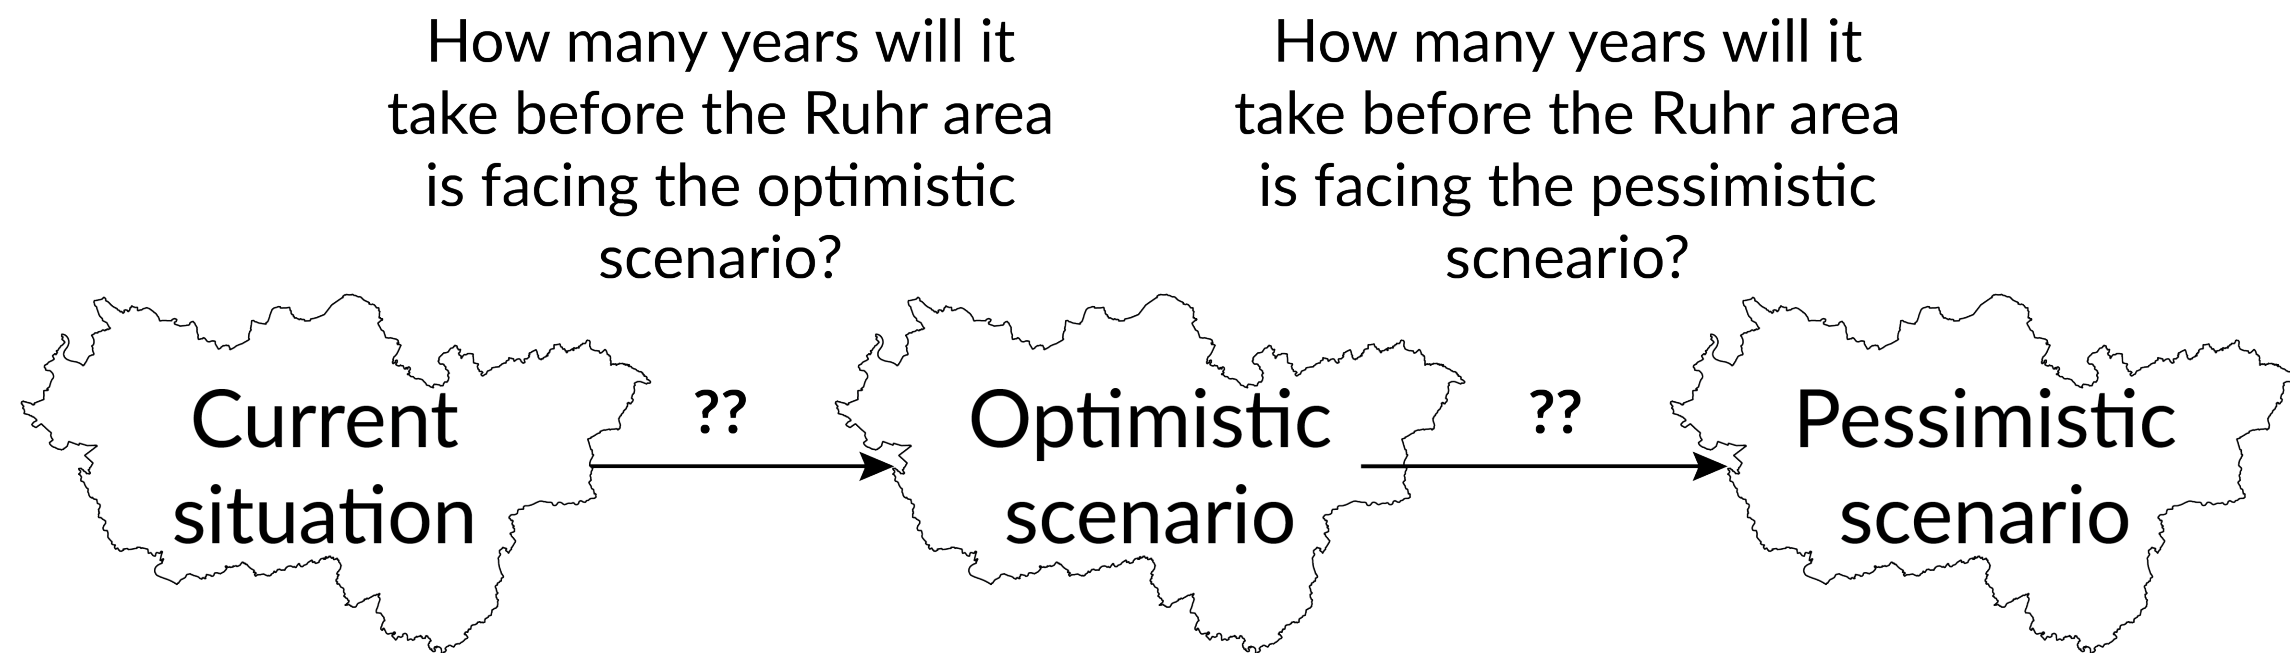 How many years will it
take before the Ruhr area
is facing the optimistic
scenario?
How many years will it
take before the Ruhr area
is facing the pessimistic
scneario?
Current
situation
??
Optimistic
scenario
??
Pessimistic
scenario